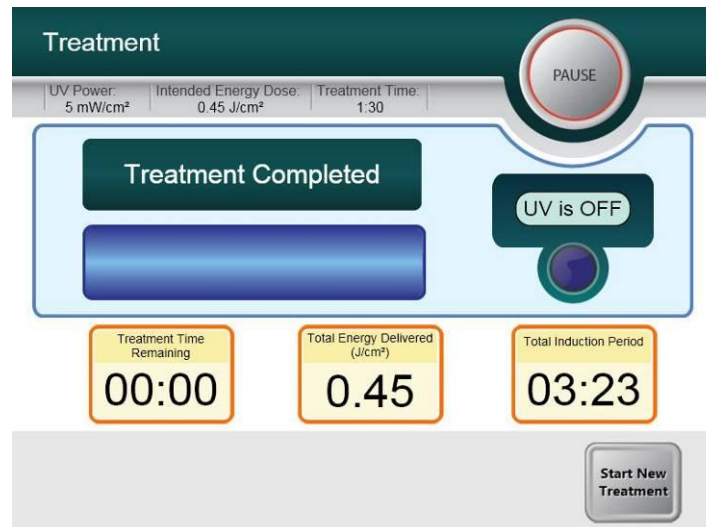 Treatment
PAUSE
UV Power:
5 mW/cm²
Intended Energy Dose:
0.45 J/cm²
Treatment Time:
1:30
Treatment Completed
UV is OFF
Treatment Time
Remaining
00:00
Total Energy Delivered
(J/cm²)
0.45
Total Induction Period
03:23
Start New
Treatment